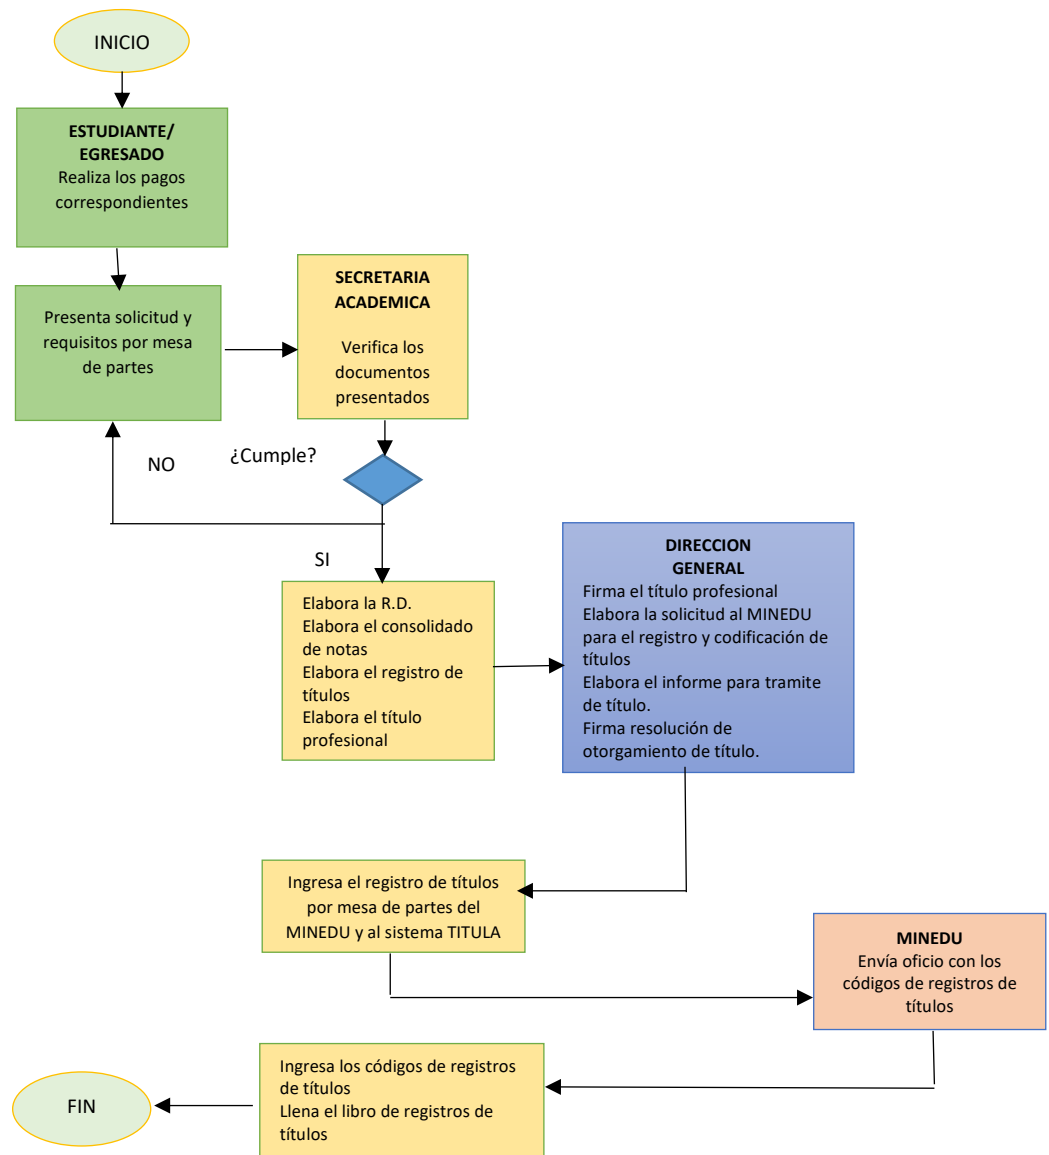 INICIO
ESTUDIANTE/
EGRESADO
Realiza los pagos
correspondientes
Presenta solicitud y
requisitos por mesa
de partes
SECRETARIA
ACADEMICA
Verifica los
documentos
presentados
NO
¿Cumple?
SI
Elabora la R.D.
Elabora el consolidado
de notas
Elabora el registro de
títulos
Elabora el título
profesional
DIRECCION
GENERAL
Firma el título profesional
Elabora la solicitud al MINEDU
para el registro y codificación de
títulos
Elabora el informe para tramite
de título.
Firma resolución de
otorgamiento de título.
Ingresa el registro de títulos
por mesa de partes del
MINEDU y al sistema TITULA
MINEDU
Envía oficio con los
códigos de registros de
títulos
Ingresa los códigos de registros
de títulos
Llena el libro de registros de
títulos
FIN